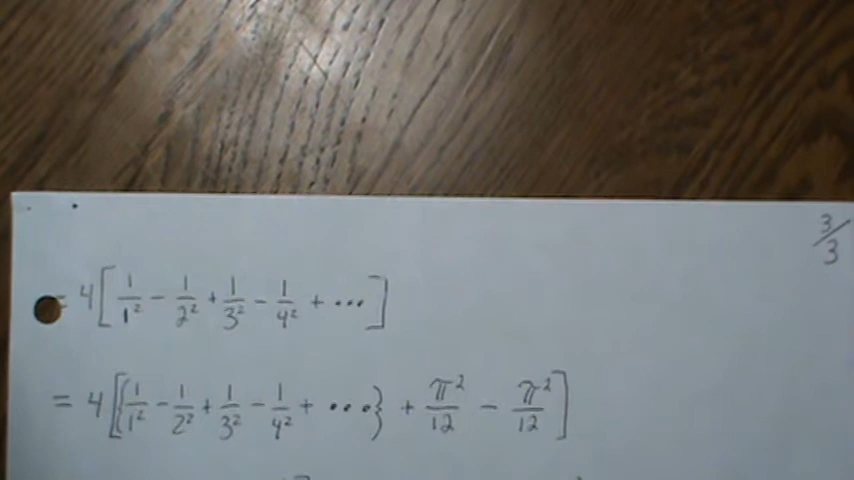 3/3
= 4[1/1² - 1/2² + 1/3² - 1/4² + ...]
= 4[{1/1² - 1/2² + 1/3² - 1/4² + ...} + π²/12 - π²/12]